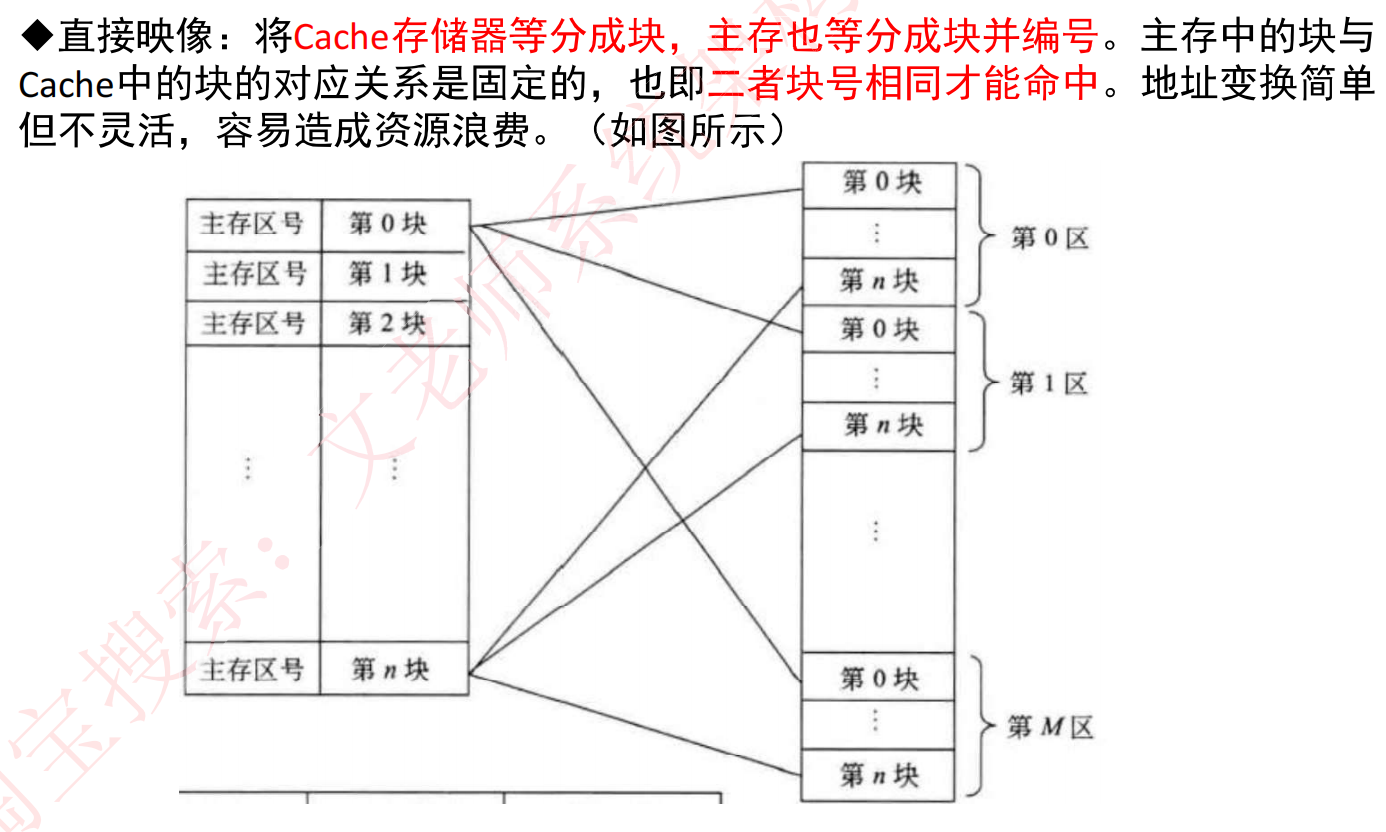 ◆直接映像：将Cache存储器等分成块，主存也等分成块并编号。主存中的块与
Cache中的块的对应关系是固定的，也即二者块号相同才能命中。地址变换简单
但不灵活，容易造成资源浪费。（如图所示）
主存区号 第 0 块
主存区号 第 1 块
主存区号 第 2 块
⋮ ⋮
主存区号 第 n 块
第 0 块
⋮
第 n 块
第 0 区
第 0 块
⋮
第 n 块
第 1 区
⋮
第 0 块
⋮
第 n 块
第 M 区
淘宝搜索：文老师系统架构